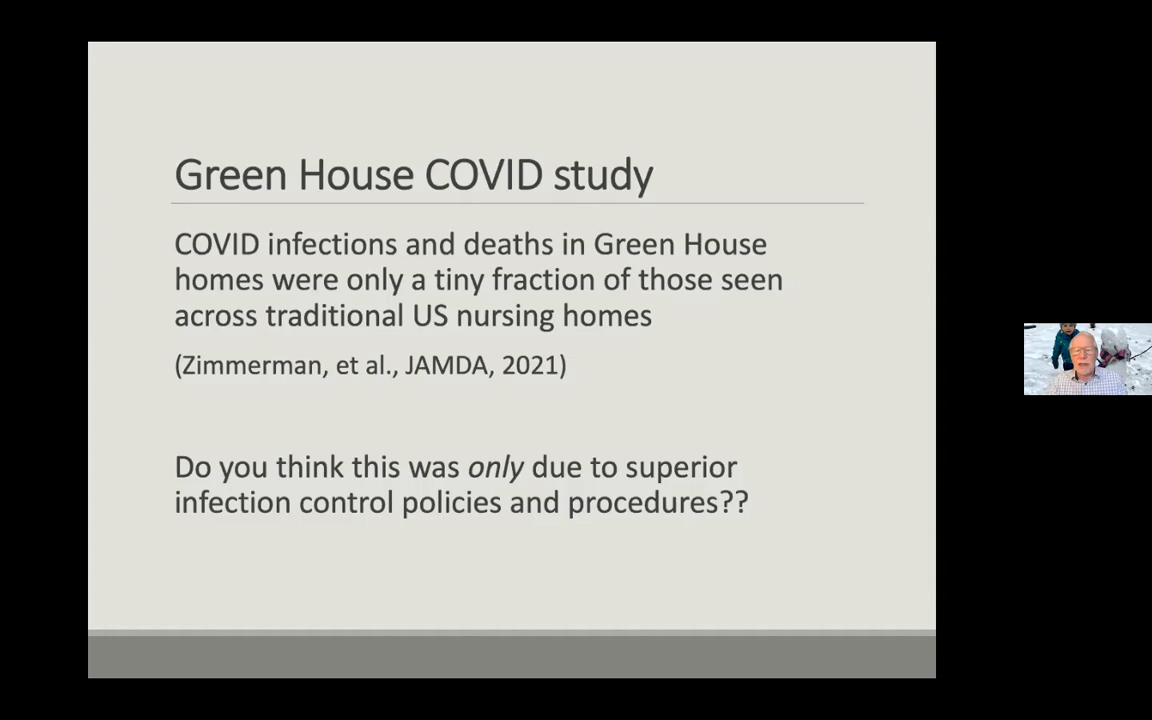 Green House COVID study
COVID infections and deaths in Green House
homes were only a tiny fraction of those seen
across traditional US nursing homes
(Zimmerman, et al., JAMDA, 2021)
Do you think this was only due to superior
infection control policies and procedures??